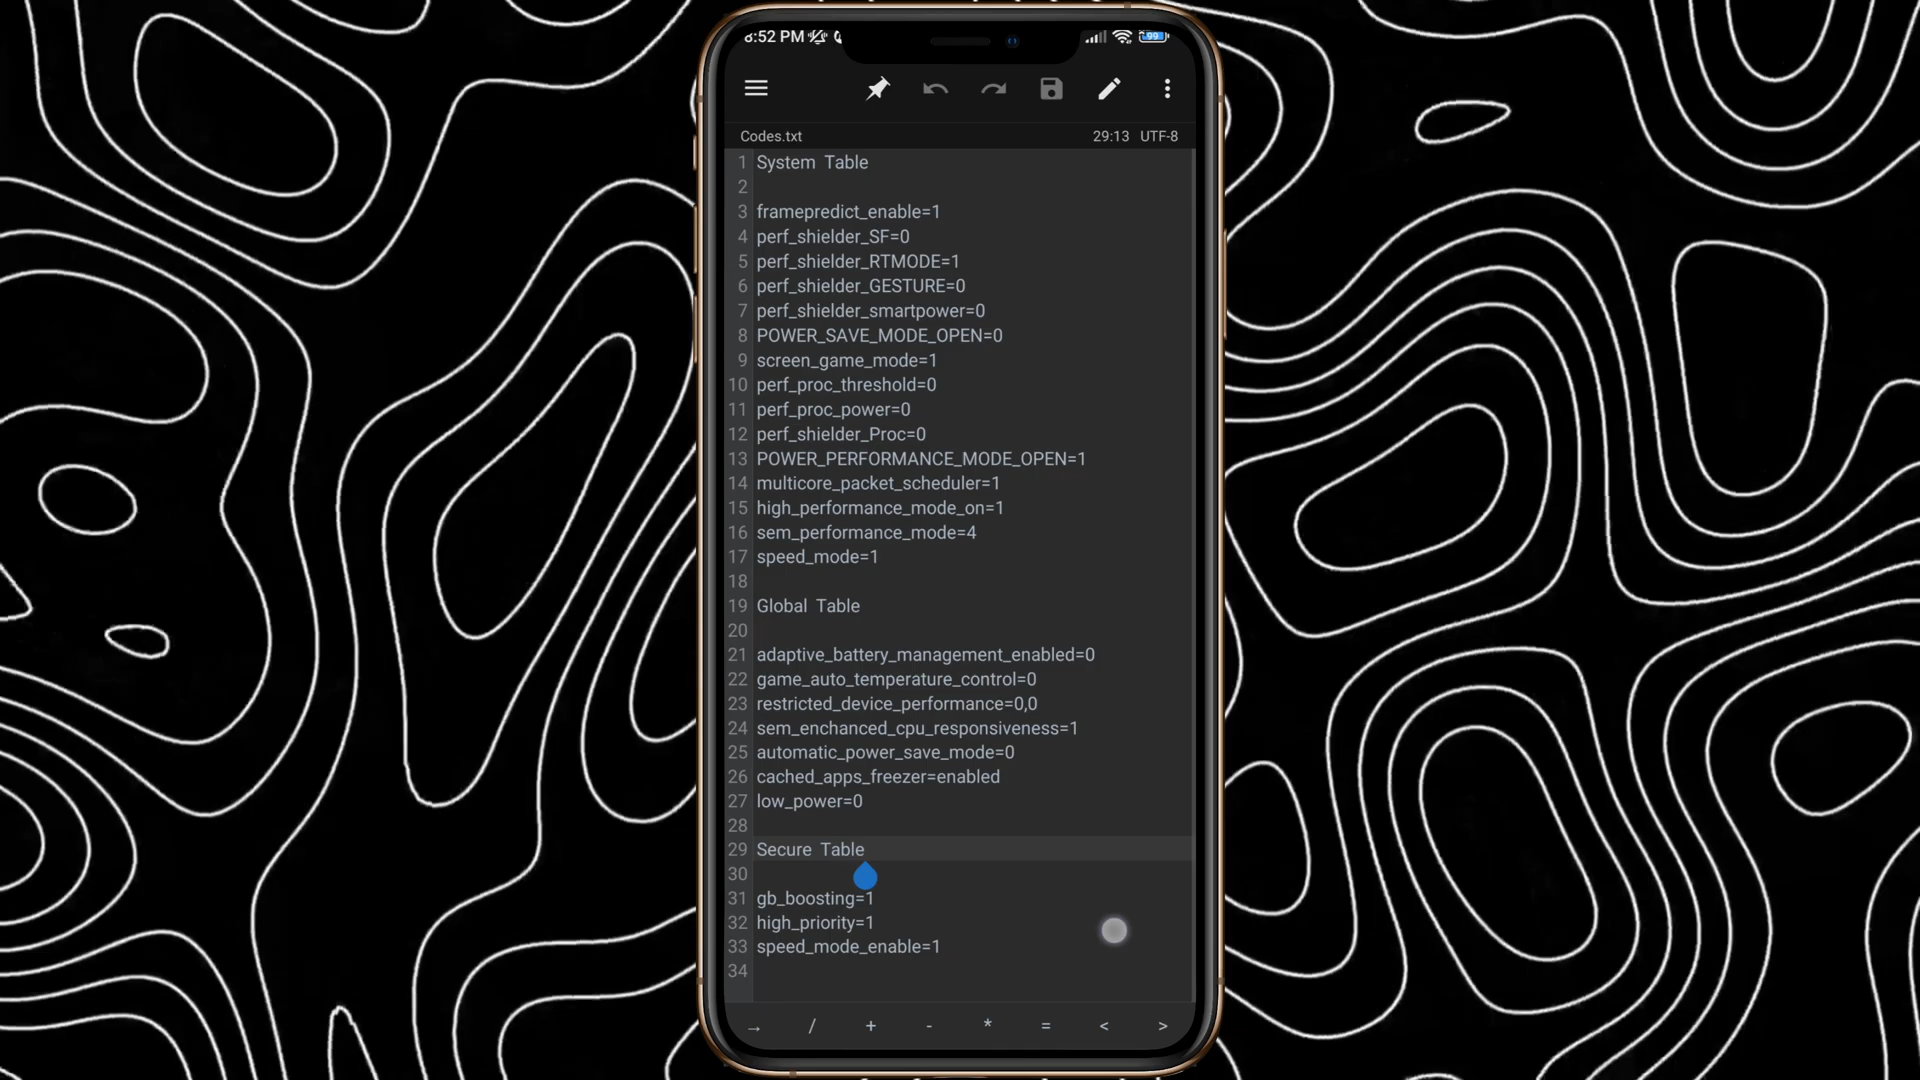 8:52 PM
99
Codes.txt 29:13 UTF-8
1 System Table
2
3 framepredict_enable=1
4 perf_shielder_SF=0
5 perf_shielder_RTMODE=1
6 perf_shielder_GESTURE=0
7 perf_shielder_smartpower=0
8 POWER_SAVE_MODE_OPEN=0
9 screen_game_mode=1
10 perf_proc_threshold=0
11 perf_proc_power=0
12 perf_shielder_Proc=0
13 POWER_PERFORMANCE_MODE_OPEN=1
14 multicore_packet_scheduler=1
15 high_performance_mode_on=1
16 sem_performance_mode=4
17 speed_mode=1
18
19 Global Table
20
21 adaptive_battery_management_enabled=0
22 game_auto_temperature_control=0
23 restricted_device_performance=0,0
24 sem_enchanced_cpu_responsiveness=1
25 automatic_power_save_mode=0
26 cached_apps_freezer=enabled
27 low_power=0
28
29 Secure Table
30
31 gb_boosting=1
32 high_priority=1
33 speed_mode_enable=1
34
→ / + - * = < >